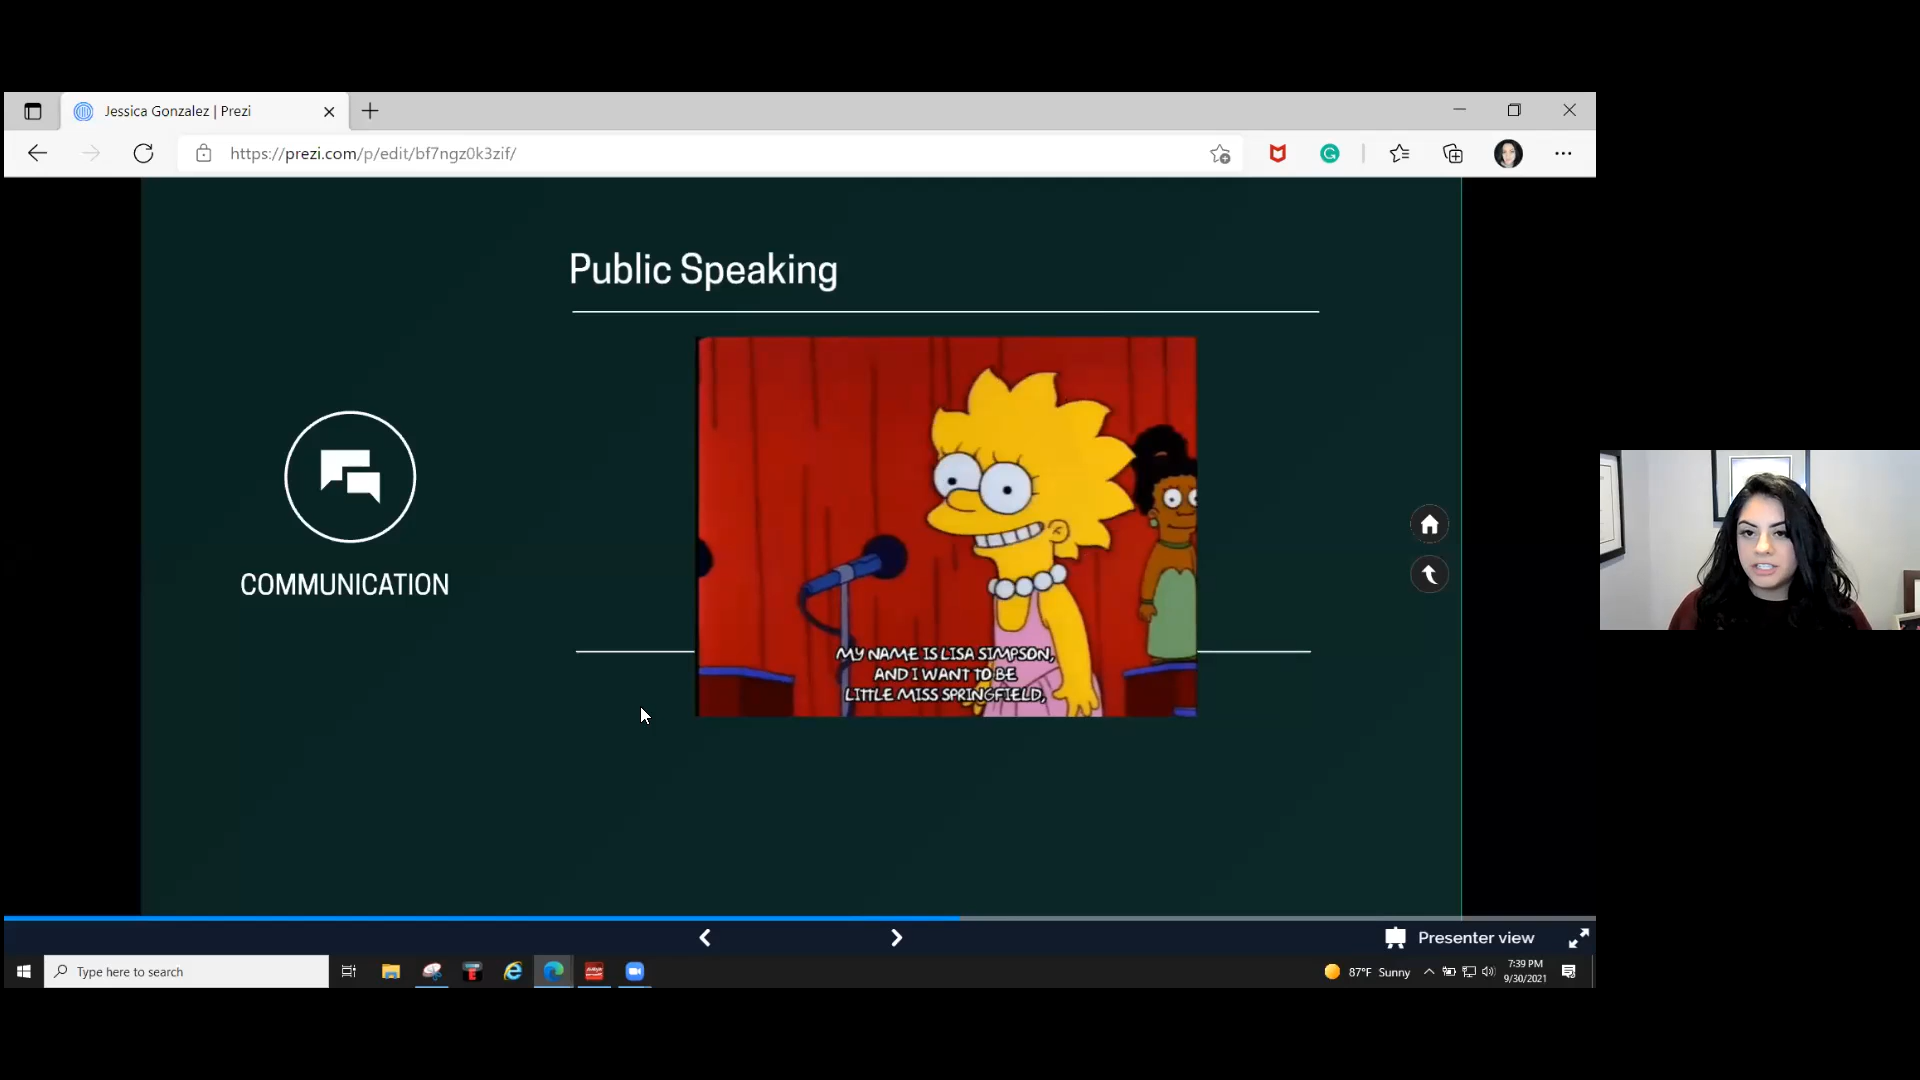 Jessica Gonzalez | Prezi
https://prezi.com/p/edit/bf7ngz0k3zif/
Public Speaking
COMMUNICATION
MY NAME IS LISA SIMPSON,
AND I WANT TO BE
LITTLE MISS SPRINGFIELD,
Presenter view
Type here to search
87°F Sunny
7:39 PM
9/30/2021